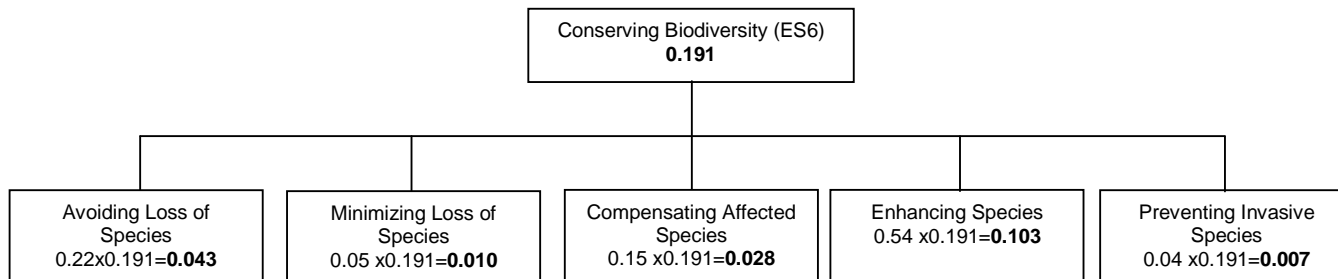 Conserving Biodiversity (ES6)
0.191
Avoiding Loss of
Species
0.22x0.191=0.043
Minimizing Loss of
Species
0.05 x0.191=0.010
Compensating Affected
Species
0.15 x0.191=0.028
Enhancing Species
0.54 x0.191=0.103
Preventing Invasive
Species
0.04 x0.191=0.007